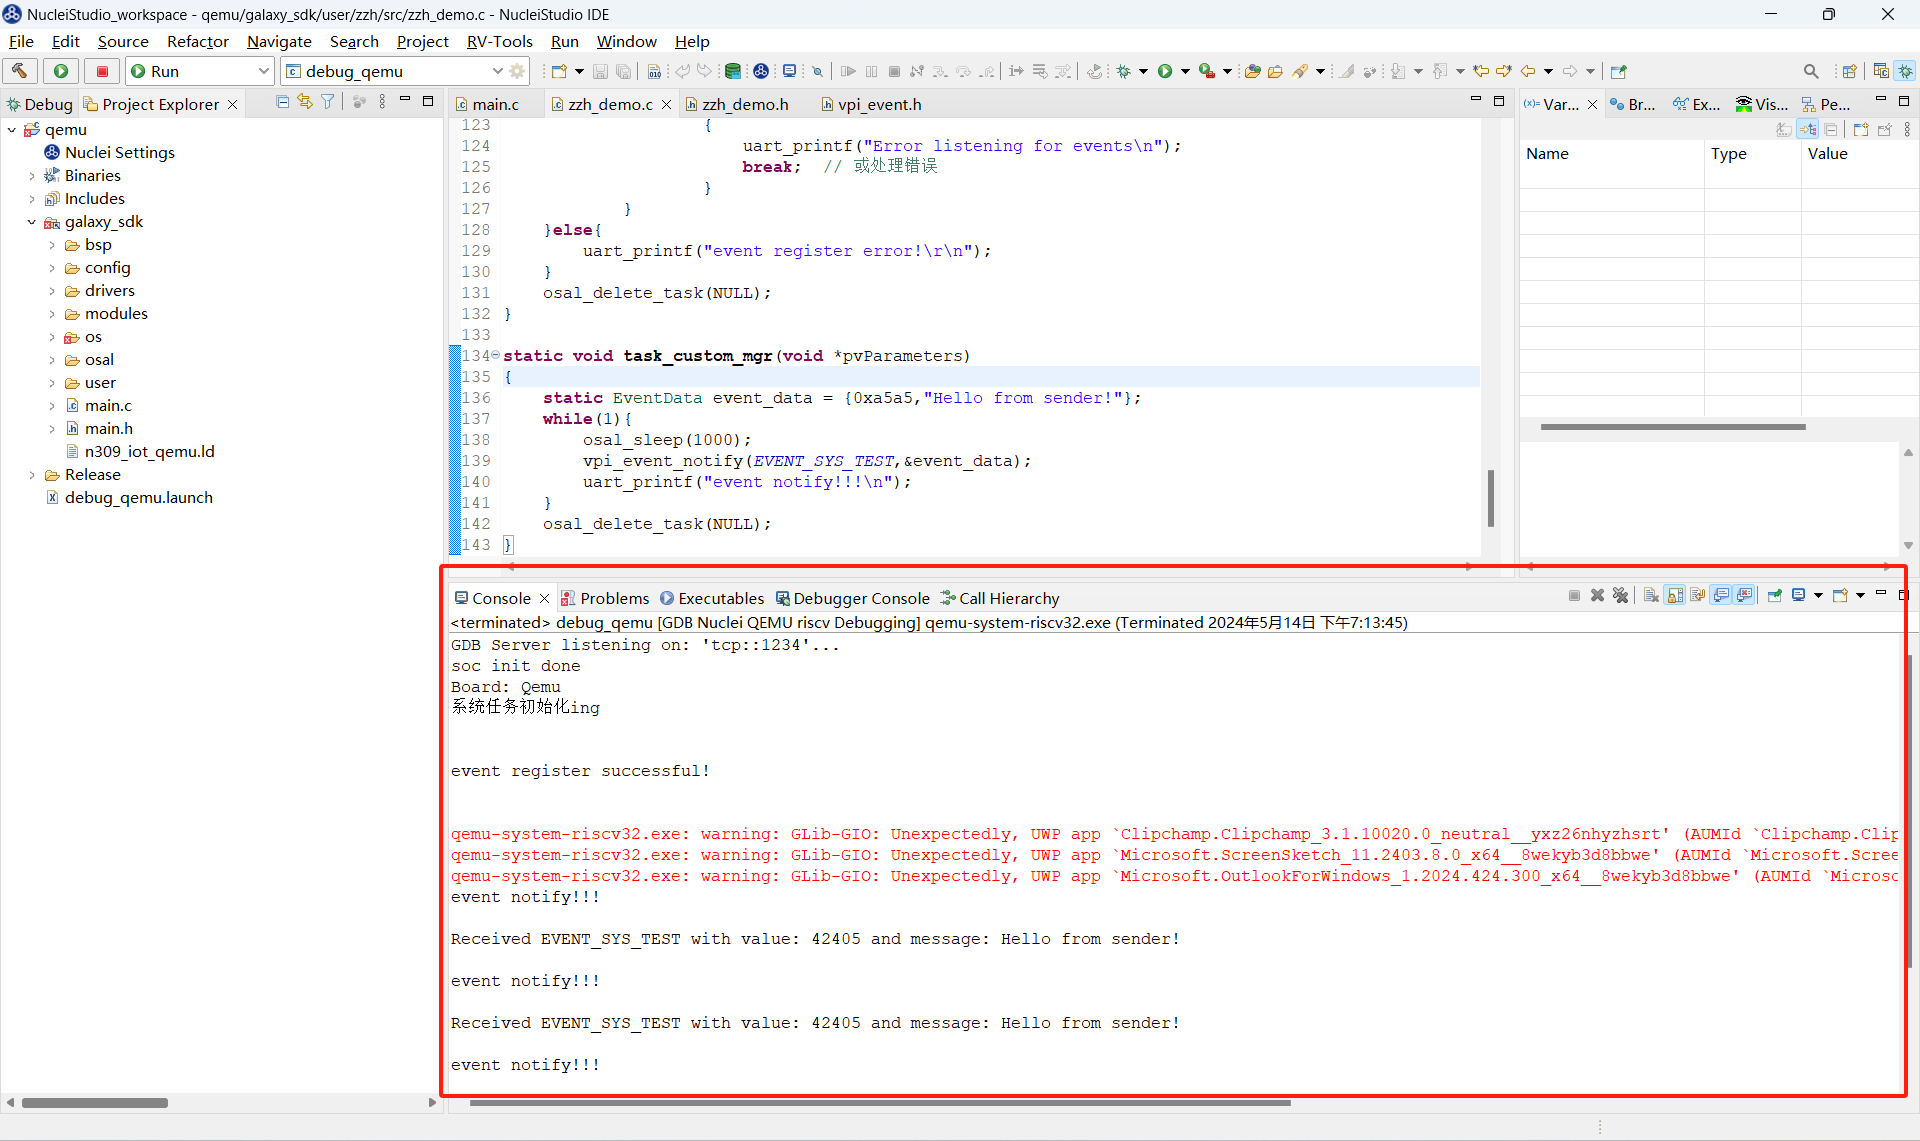 NucleiStudio_workspace - qemu/galaxy_sdk/user/zzh/src/zzh_demo.c - NucleiStudio IDE
File Edit Source Refactor Navigate Search Project RV-Tools Run Window Help
Run debug_qemu
Debug Project Explorer
qemu
Nuclei Settings
Binaries
Includes
galaxy_sdk
bsp
config
drivers
modules
os
osal
user
main.c
main.h
n309_iot_qemu.ld
Release
debug_qemu.launch
main.c zzh_demo.c zzh_demo.h vpi_event.h
123 {
124 uart_printf("Error listening for events\n");
125 break; // 或处理错误
126 }
127 }
128 }else{
129 uart_printf("event register error!\r\n");
130 }
131 osal_delete_task(NULL);
132 }
133
134 static void task_custom_mgr(void *pvParameters)
135 {
136 static EventData event_data = {0xa5a5,"Hello from sender!"};
137 while(1){
138 osal_sleep(1000);
139 vpi_event_notify(EVENT_SYS_TEST,&event_data);
140 uart_printf("event notify!!!\n");
141 }
142 osal_delete_task(NULL);
143 }
Var... Br... Ex... Vis... Pe...
Name Type Value
Console Problems Executables Debugger Console Call Hierarchy
<terminated> debug_qemu [GDB Nuclei QEMU riscv Debugging] qemu-system-riscv32.exe (Terminated 2024年5月14日 下午7:13:45)
GDB Server listening on: 'tcp::1234'...
soc init done
Board: Qemu
系统任务初始化ing
event register successful!
qemu-system-riscv32.exe: warning: GLib-GIO: Unexpectedly, UWP app `Clipchamp.Clipchamp_3.1.10020.0_neutral__yxz26nhyzhsrt' (AUMId `Clipchamp.Clip
qemu-system-riscv32.exe: warning: GLib-GIO: Unexpectedly, UWP app `Microsoft.ScreenSketch_11.2403.8.0_x64__8wekyb3d8bbwe' (AUMId `Microsoft.Scree
qemu-system-riscv32.exe: warning: GLib-GIO: Unexpectedly, UWP app `Microsoft.OutlookForWindows_1.2024.424.300_x64__8wekyb3d8bbwe' (AUMId `Microsc
event notify!!!
Received EVENT_SYS_TEST with value: 42405 and message: Hello from sender!
event notify!!!
Received EVENT_SYS_TEST with value: 42405 and message: Hello from sender!
event notify!!!